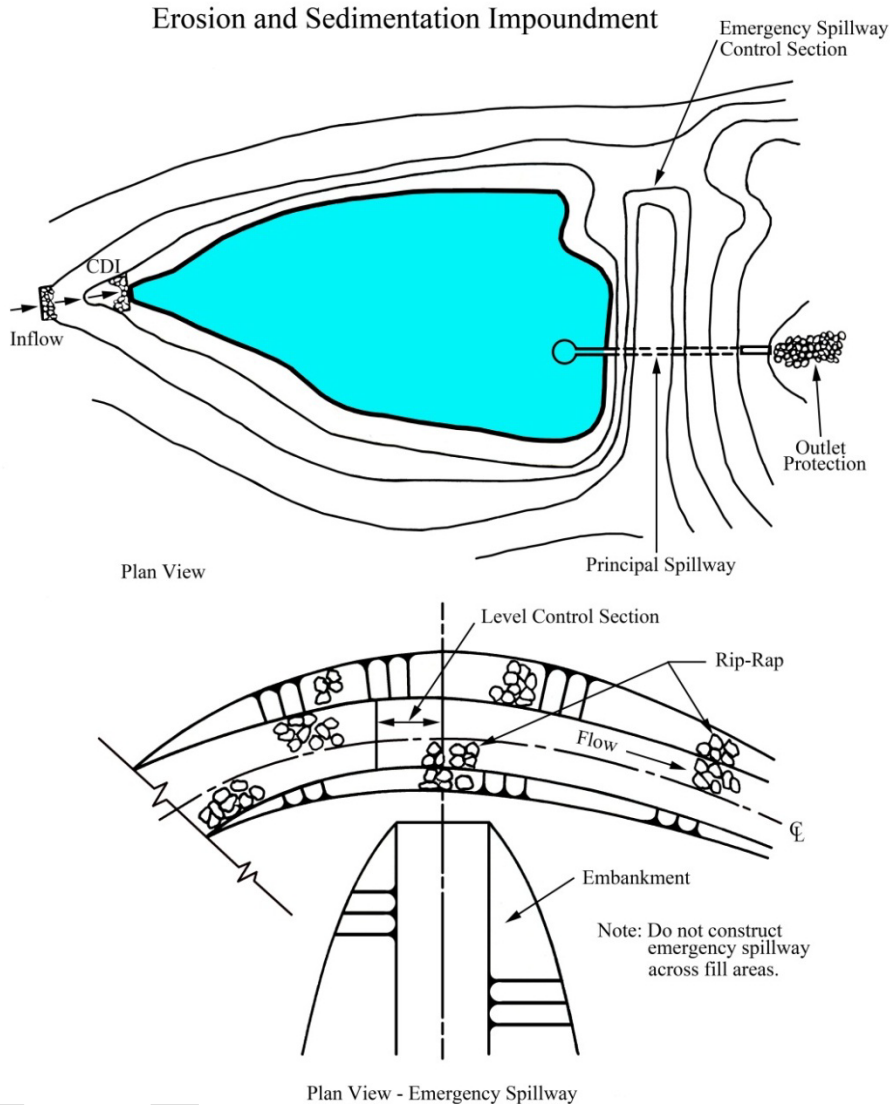 Erosion and Sedimentation Impoundment
Emergency Spillway
Control Section
CDI
Inflow
Outlet
Protection
Plan View
Principal Spillway
Level Control Section
Rip-Rap
Flow
℄
Embankment
Note: Do not construct
emergency spillway
across fill areas.
Plan View - Emergency Spillway